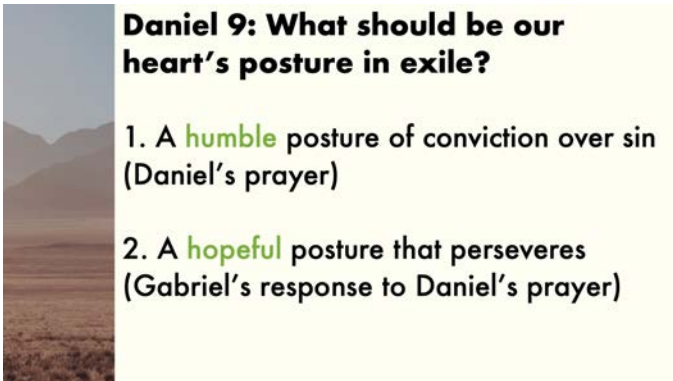 Daniel 9: What should be our
heart's posture in exile?
1. A humble posture of conviction over sin
(Daniel's prayer)
2. A hopeful posture that perseveres
(Gabriel's response to Daniel's prayer)